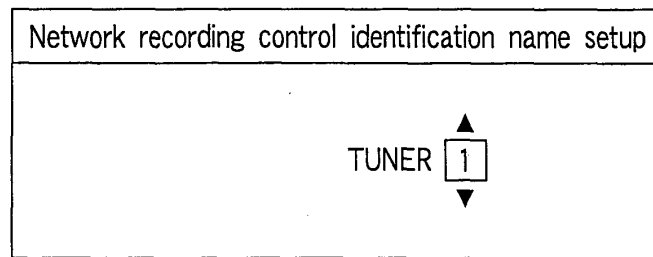 Network recording control identification name setup
▲
TUNER 1
▼